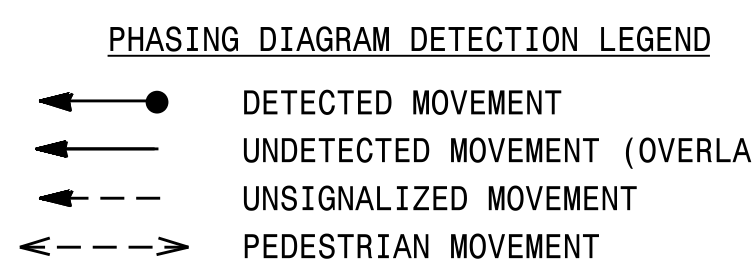 PHASING DIAGRAM DETECTION LEGEND
DETECTED MOVEMENT
UNDETECTED MOVEMENT (OVERLA
UNSIGNALIZED MOVEMENT
PEDESTRIAN MOVEMENT